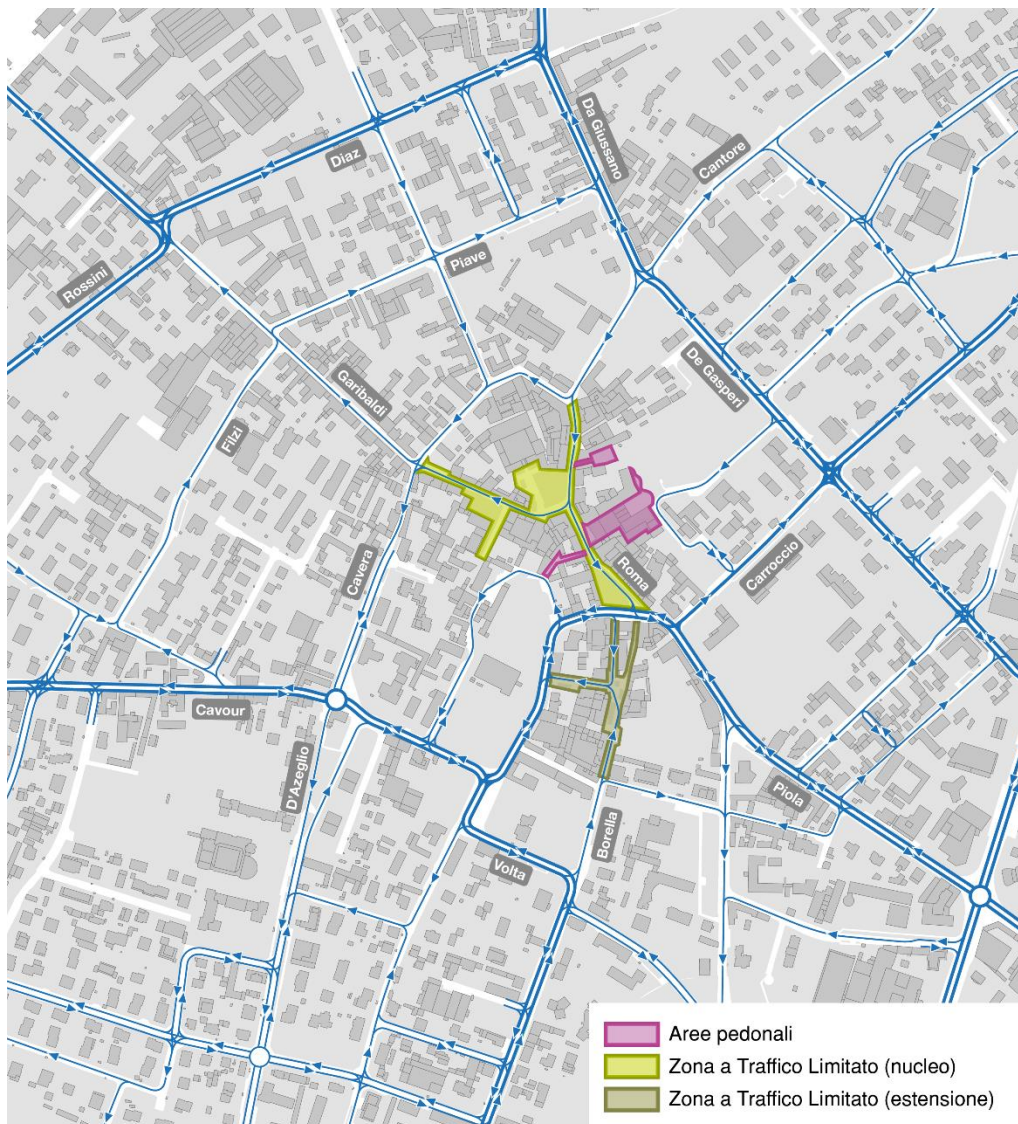 Da Giussano
Cantore
Diaz
Piave
Rossini
Garibaldi
De Gasperi
Filzi
Roma
Cavera
Carroccio
Cavour
D'Azeglio
Piola
Borella
Volta
Aree pedonali
Zona a Traffico Limitato (nucleo)
Zona a Traffico Limitato (estensione)